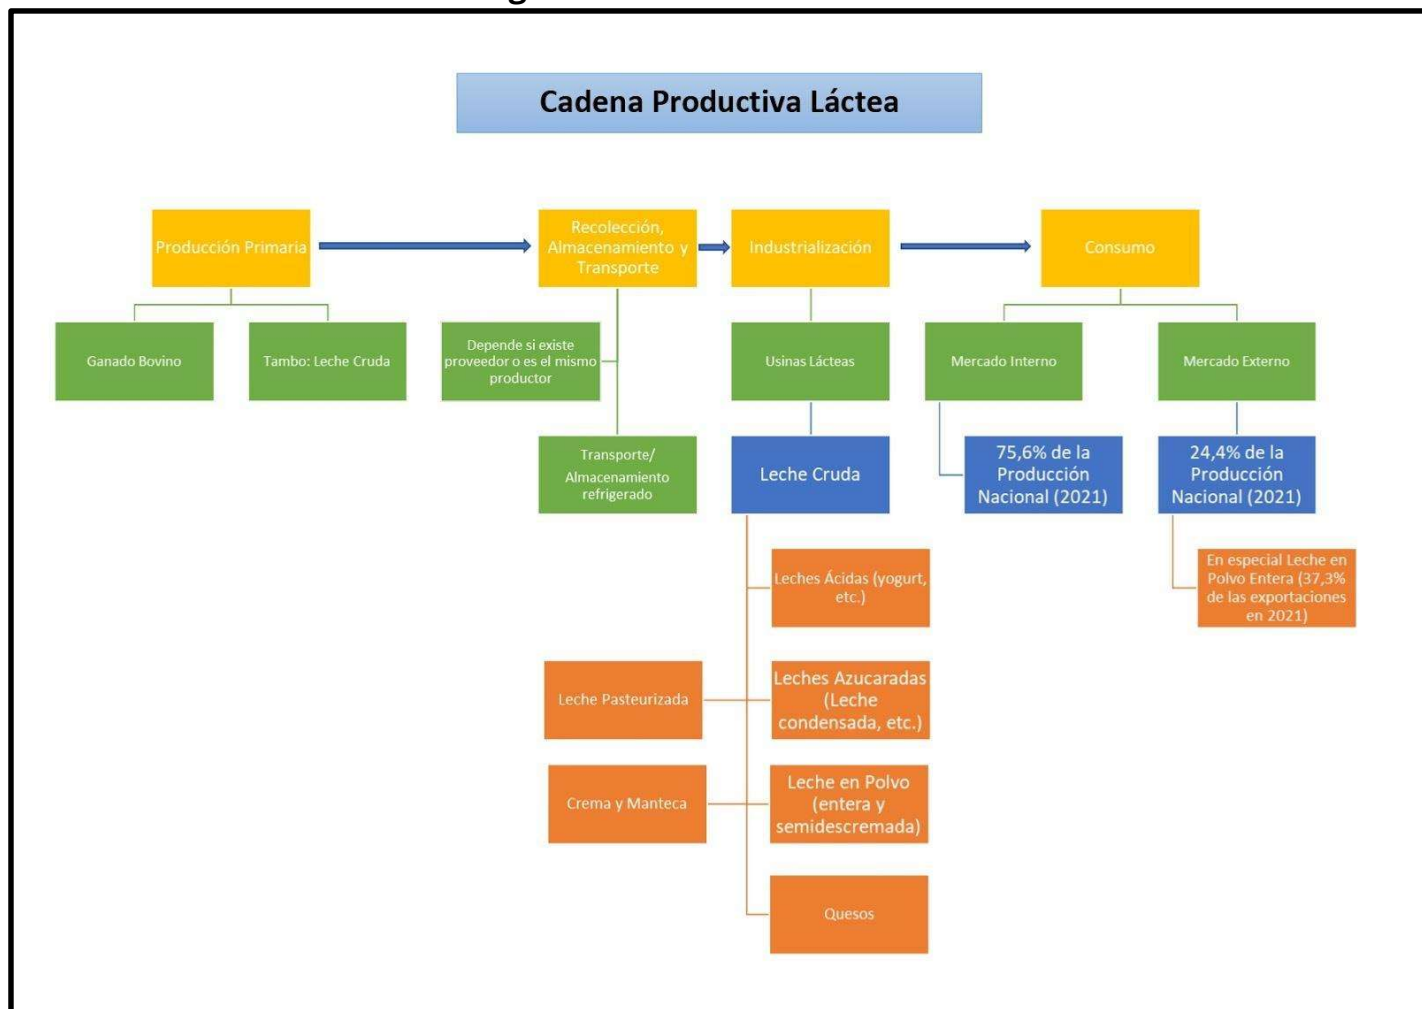 Cadena Productiva Láctea
Producción Primaria
Recolección,
Almacenamiento y
Transporte
Industrialización
Consumo
Ganado Bovino
Tambo: Leche Cruda
Depende si existe
proveedor o es el mismo
productor
Usinas Lácteas
Mercado Interno
Mercado Externo
Transporte/
Almacenamiento
refrigerado
Leche Cruda
75,6% de la
Producción
Nacional (2021)
24,4% de la
Producción
Nacional (2021)
Leches Ácidas (yogurt,
etc.)
En especial Leche en
Polvo Entera (37,3%
de las exportaciones
en 2021)
Leche Pasteurizada
Leches Azucaradas
(Leche
condensada, etc.)
Crema y Manteca
Leche en Polvo
(entera y
semidescremada)
Quesos